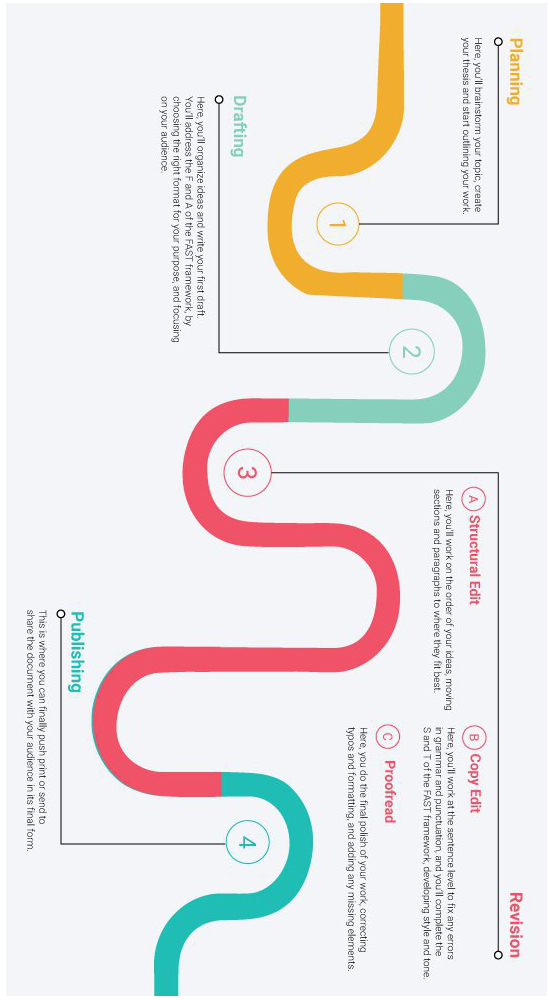 Planning
Here, you'll brainstorm your topic, create
your thesis and start outlining your work.
1
Drafting
Here, you'll organize ideas and write your first draft.
You'll address the F and A of the FAST framework, by
choosing the right format for your purpose, and focusing
on your audience.
2
Revision
3
A Structural Edit
Here, you'll work on the order of your ideas, moving
sections and paragraphs to where they fit best.
B Copy Edit
Here, you'll work at the sentence level to fix any errors
in grammar and punctuation, and you'll complete the
S and T of the FAST framework, developing style and tone.
C Proofread
Here, you do the final polish of your work, correcting
typos and formatting, and adding any missing elements.
Publishing
This is where you can finally push print or send to
share the document with your audience in its final form.
4